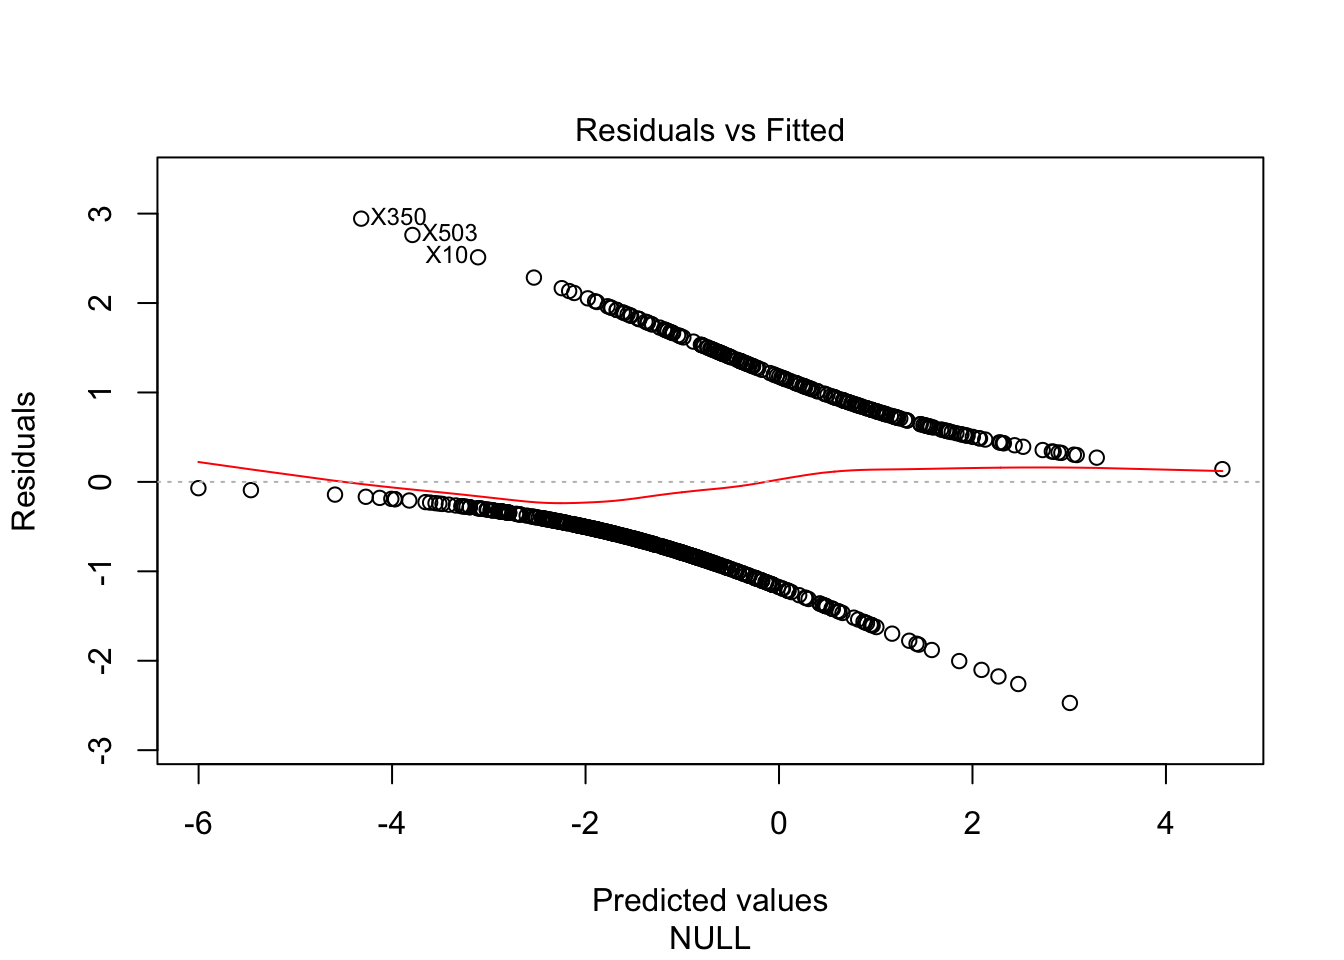 Residuals vs Fitted
Residuals
3
2
1
0
-1
-2
-3
X350
X503
X10
-6 -4 -2 0 2 4
Predicted values
NULL